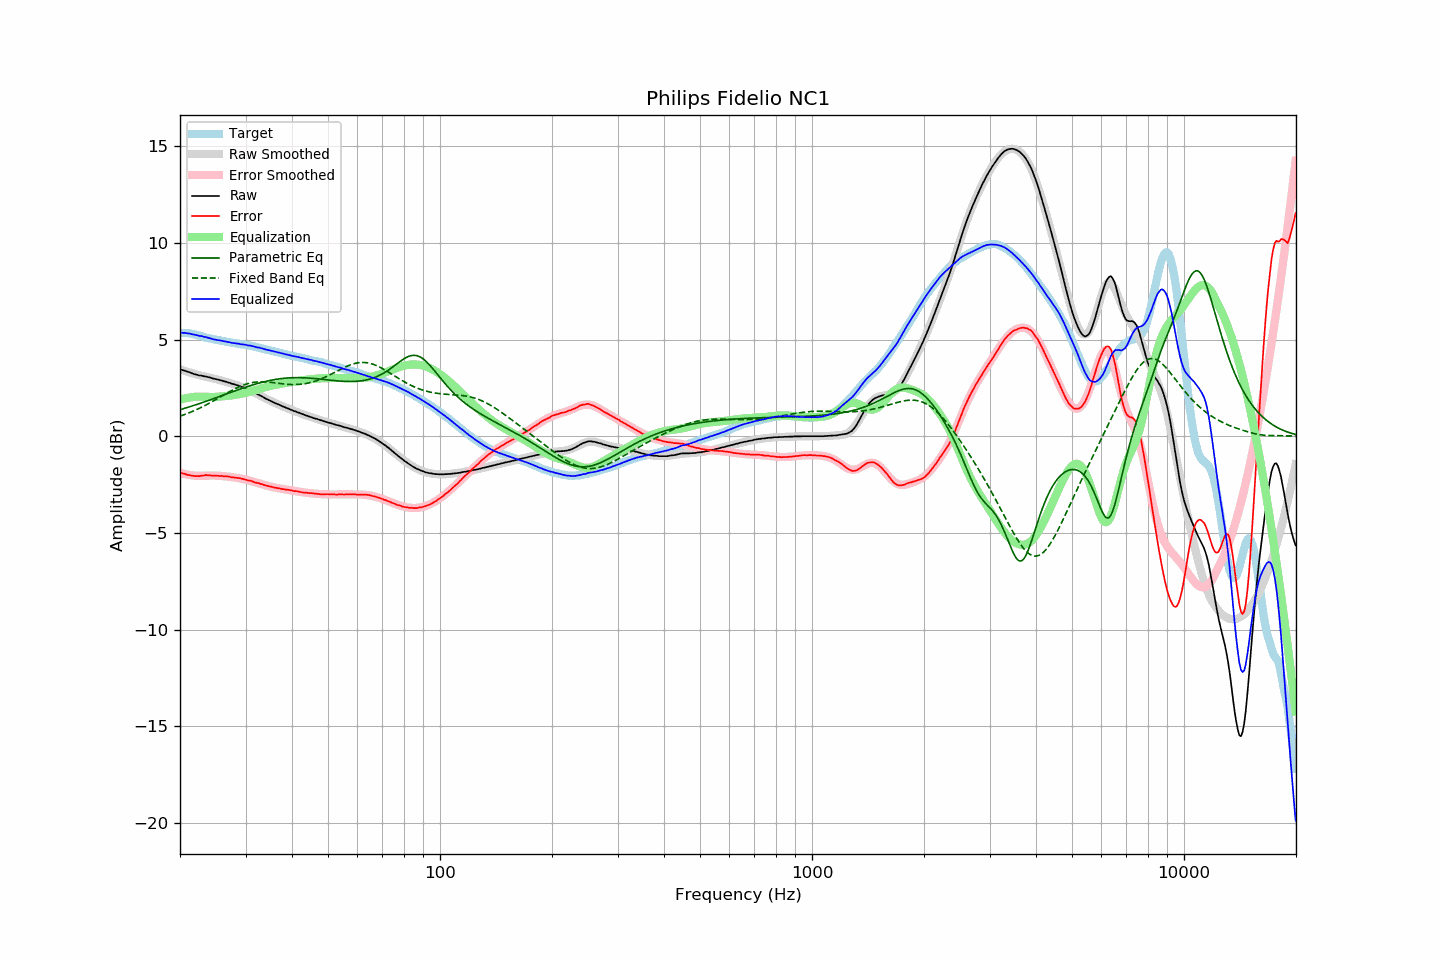 Philips Fidelio NC1
Target
Raw Smoothed
Error Smoothed
Raw
Error
Equalization
Parametric Eq
Fixed Band Eq
Equalized
15
10
5
0
−5
−10
−15
−20
Amplitude (dBr)
100
1000
10000
Frequency (Hz)